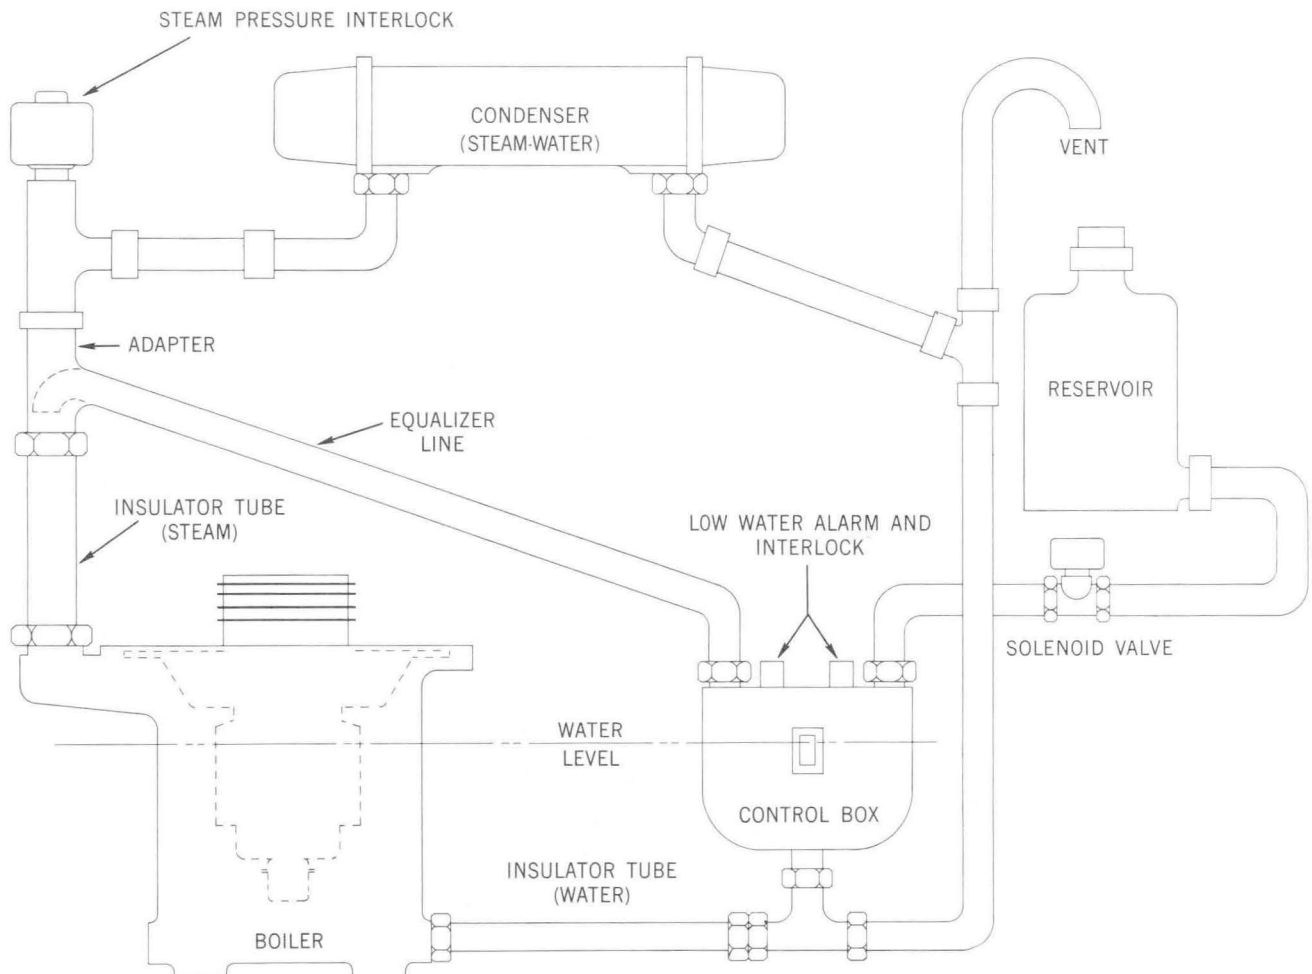 STEAM PRESSURE INTERLOCK
CONDENSER
(STEAM-WATER)
VENT
ADAPTER
RESERVOIR
EQUALIZER
LINE
INSULATOR TUBE
(STEAM)
LOW WATER ALARM AND
INTERLOCK
SOLENOID VALVE
WATER
LEVEL
CONTROL BOX
INSULATOR TUBE
(WATER)
BOILER